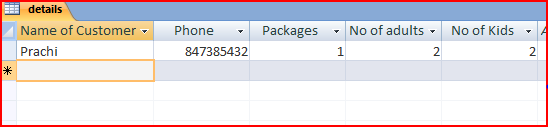 details
Name of Customer Phone Packages No of adults No of Kids
Prachi 847385432 1 2 2